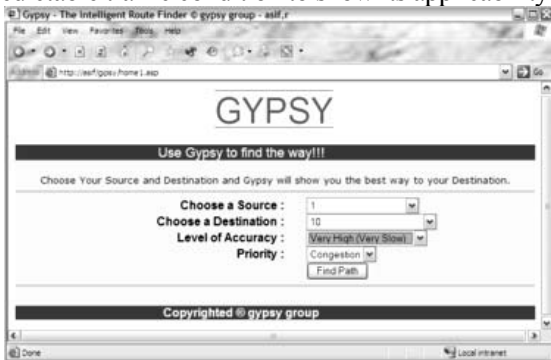 Gypsy - The Intelligent Route Finder © gypsy group - asif,r
File Edit View Favorites Tools Help
Address http://asif/gypsy/home1.asp Go
GYPSY
Use Gypsy to find the way!!!
Choose Your Source and Destination and Gypsy will show you the best way to your Destination.
Choose a Source : 1
Choose a Destination : 10
Level of Accuracy : Very High (Very Slow)
Priority : Congestion
Find Path
Copyrighted ® gypsy group
Done Local intranet